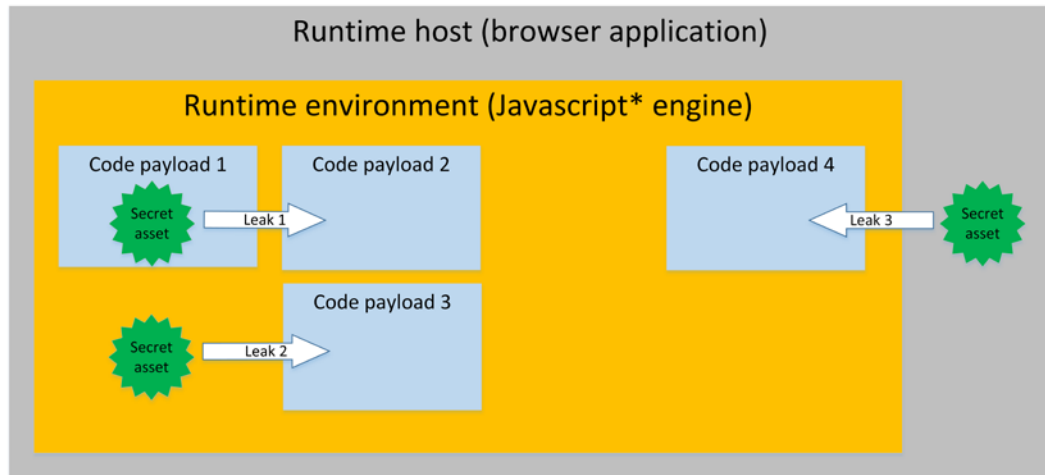 Runtime host (browser application)
Runtime environment (Javascript* engine)
Code payload 1
Code payload 2
Code payload 4
Secret
asset
Leak 1
Leak 3
Secret
asset
Code payload 3
Secret
asset
Leak 2